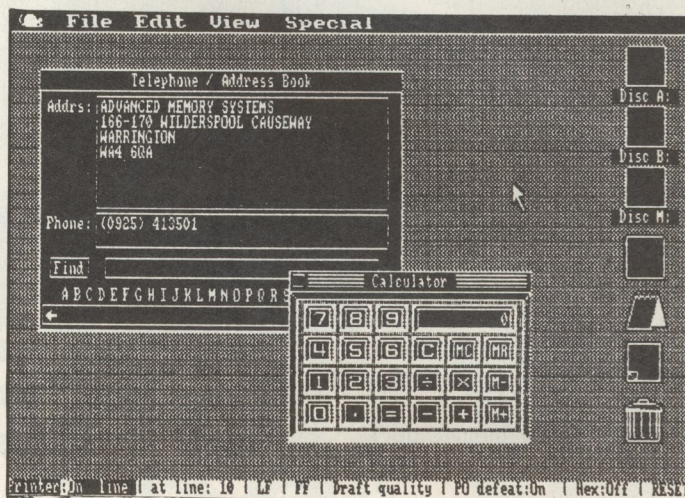 File Edit View Special
Telephone / Address Book
Addrs: ADVANCED MEMORY SYSTEMS
166-170 WILDERSPOOL CAUSEWAY
WARRINGTON
WA4 6QA
Phone: (0925) 413501
Find
A B C D E F G H I J K L M N O P Q R S
←
Disc A:
Disc B:
Disc M:
Calculator
7 8 9 0
4 5 6 C MC MR
1 2 3 ÷ × M-
0 . = - + M+
Printer:On line | at line: 10 | LF | FF | Draft quality | PO defeat:On | Hex:Off | RESET